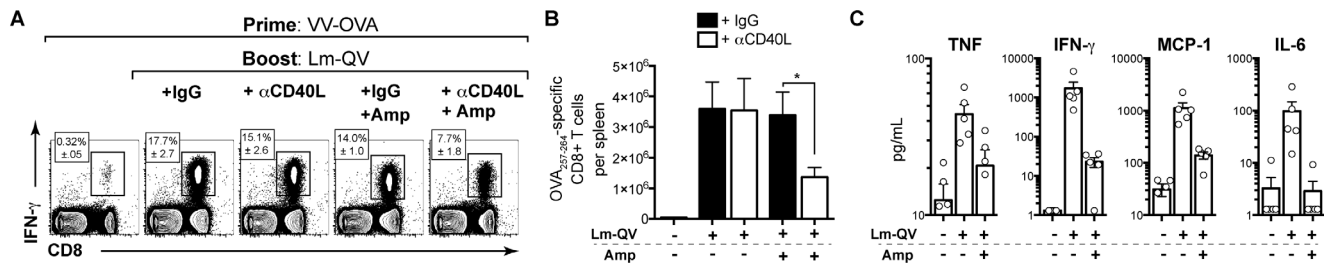 A
Prime: VV-OVA
Boost: Lm-QV
+IgG
+ αCD40L
+IgG
+Amp
+ αCD40L
+ Amp
0.32%
±.05
17.7%
± 2.7
15.1%
± 2.6
14.0%
± 1.0
7.7%
± 1.8
IFN-γ
CD8
B
+ IgG
+ αCD40L
OVA257-264-specific
CD8+ T cells
per spleen
5×10⁶
4×10⁶
3×10⁶
2×10⁶
1×10⁶
0
*
Lm-QV - + + + +
Amp - - - + +
C
TNF
IFN-γ
MCP-1
IL-6
pg/mL
100
10
10000
1000
100
10
1
10000
1000
100
10
1000
100
10
1
Lm-QV - + + - + + - + + - + +
Amp - - + - - + - - + - - +